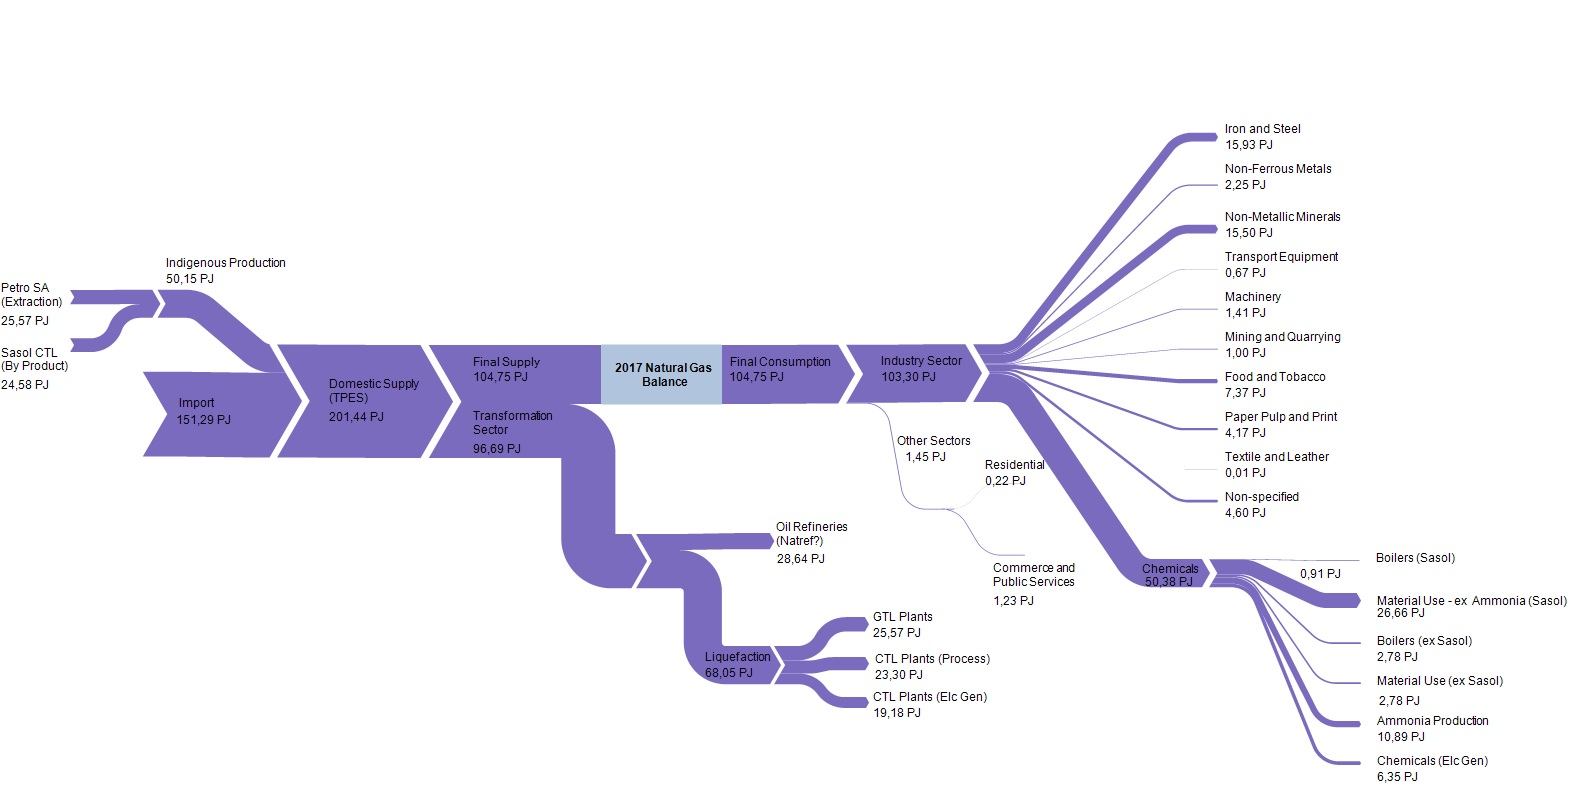 Petro SA
(Extraction)
25,57 PJ
Sasol CTL
(By Product)
24,58 PJ
Indigenous Production
50,15 PJ
Import
151,29 PJ
Domestic Supply
(TPES)
201,44 PJ
Final Supply
104,75 PJ
Transformation
Sector
96,69 PJ
2017 Natural Gas
Balance
Final Consumption
104,75 PJ
Industry Sector
103,30 PJ
Other Sectors
1,45 PJ
Residential
0,22 PJ
Commerce and
Public Services
1,23 PJ
Oil Refineries
(Natref?)
28,64 PJ
Liquefaction
68,05 PJ
GTL Plants
25,57 PJ
CTL Plants (Process)
23,30 PJ
CTL Plants (Elc Gen)
19,18 PJ
Iron and Steel
15,93 PJ
Non-Ferrous Metals
2,25 PJ
Non-Metallic Minerals
15,50 PJ
Transport Equipment
0,67 PJ
Machinery
1,41 PJ
Mining and Quarrying
1,00 PJ
Food and Tobacco
7,37 PJ
Paper Pulp and Print
4,17 PJ
Textile and Leather
0,01 PJ
Non-specified
4,60 PJ
Chemicals
50,38 PJ
Boilers (Sasol)
0,91 PJ
Material Use - ex Ammonia (Sasol)
26,66 PJ
Boilers (ex Sasol)
2,78 PJ
Material Use (ex Sasol)
2,78 PJ
Ammonia Production
10,89 PJ
Chemicals (Elc Gen)
6,35 PJ